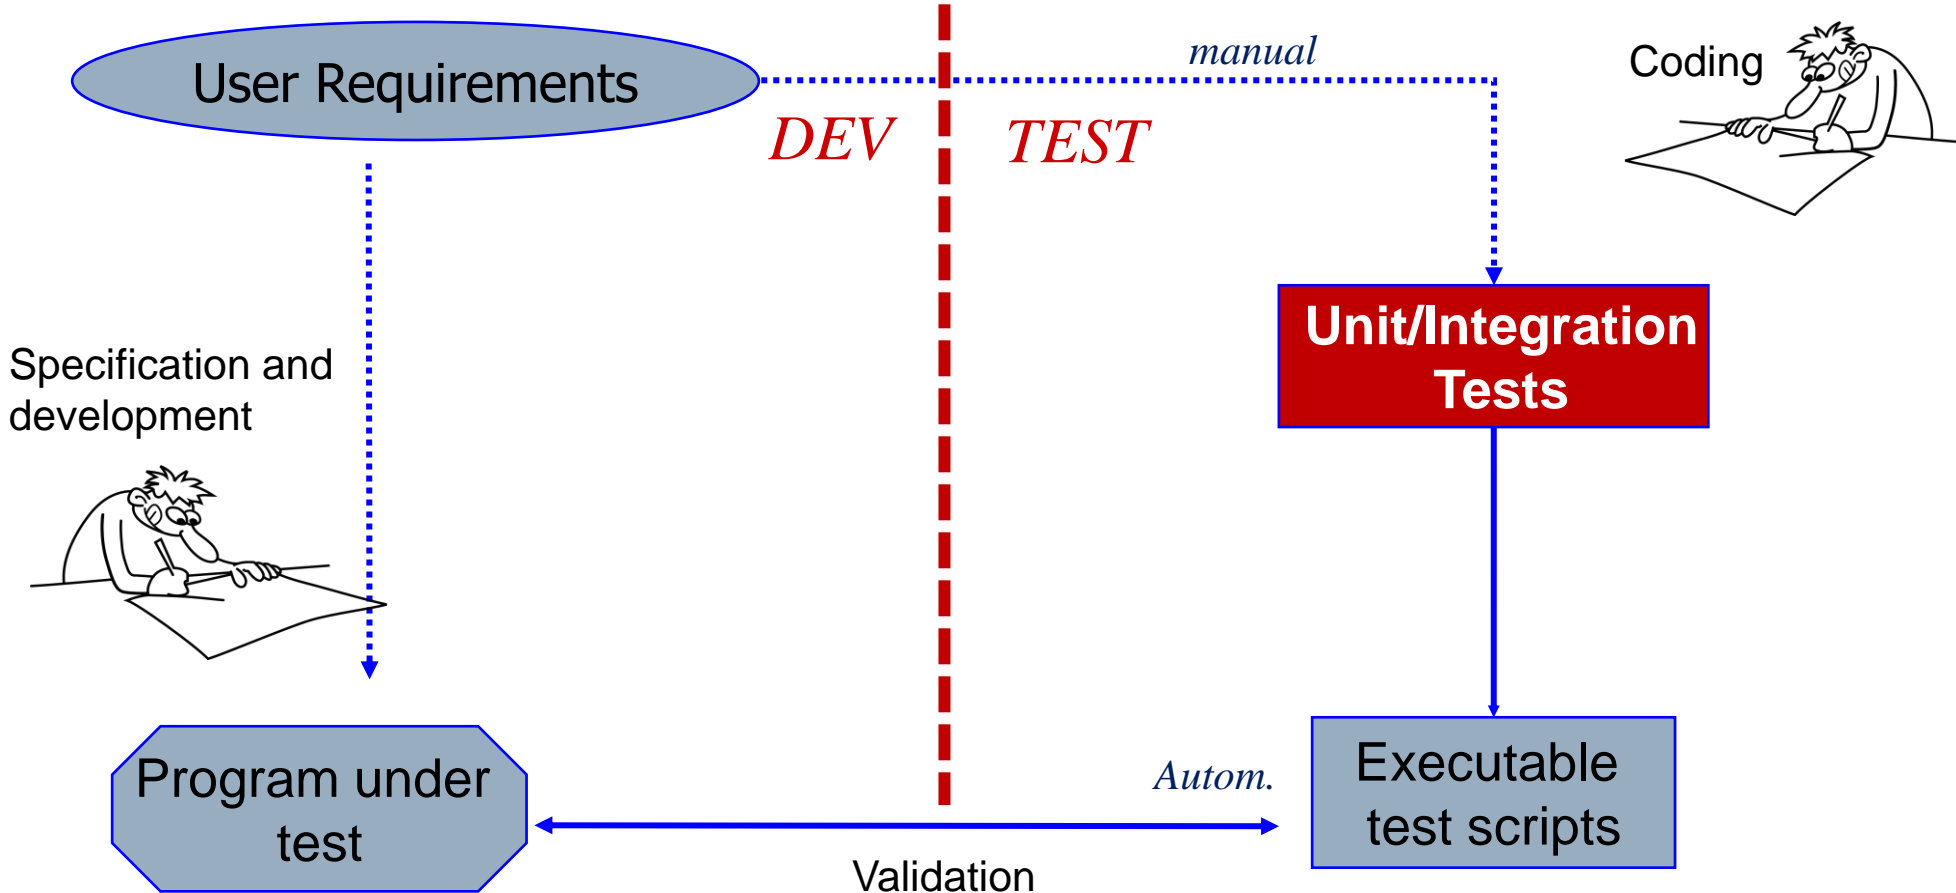 User Requirements
manual
Coding
DEV
TEST
Unit/Integration
Tests
Specification and
development
Program under
test
Autom.
Executable
test scripts
Validation